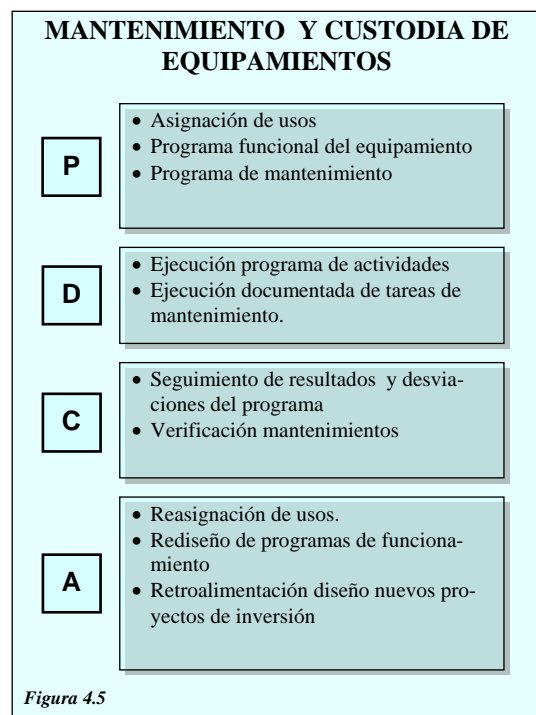 MANTENIMIENTO Y CUSTODIA DE
EQUIPAMIENTOS
P
• Asignación de usos
• Programa funcional del equipamiento
• Programa de mantenimiento
D
• Ejecución programa de actividades
• Ejecución documentada de tareas de
mantenimiento.
C
• Seguimiento de resultados y desvia-
ciones del programa
• Verificación mantenimientos
A
• Reasignación de usos.
• Rediseño de programas de funciona-
miento
• Retroalimentación diseño nuevos pro-
yectos de inversión
Figura 4.5